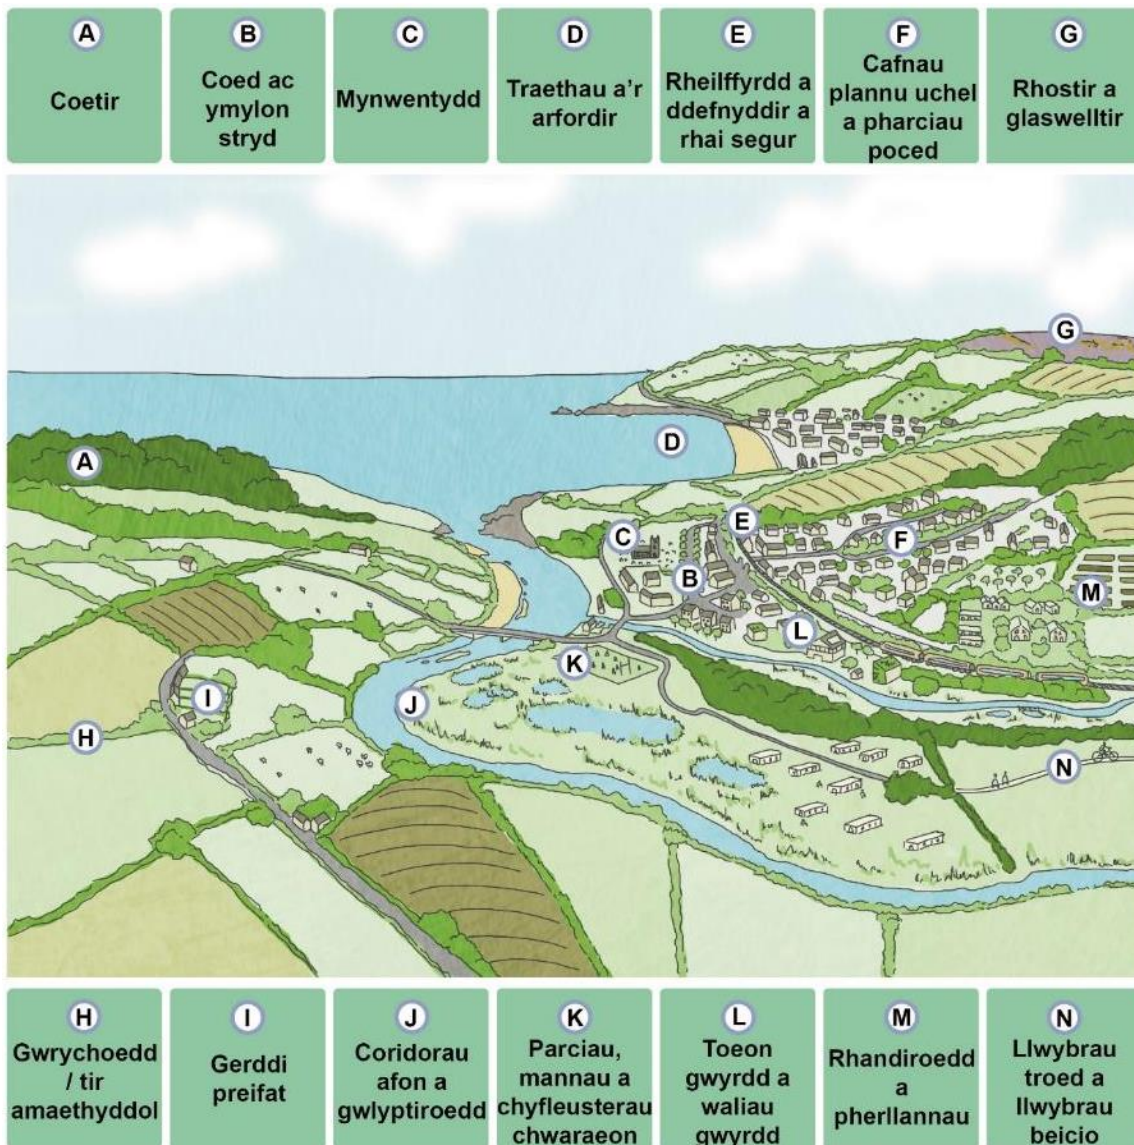 A
Coetir
B
Coed ac
ymylon
stryd
C
Mynwentydd
D
Traethau a'r
arfordir
E
Rheilffyrdd a
ddefnyddir a
rhai segur
F
Cafnau
plannu uchel
a pharciau
poced
G
Rhostir a
glaswelltir
G
D
A
E
C
F
B
M
L
K
I
J
H
N
H
Gwrychoedd
/ tir
amaethyddol
I
Gerddi
preifat
J
Coridorau
afon a
gwlyptiroedd
K
Parciau,
mannau a
chyfleusterau
chwaraeon
L
Toeon
gwyrdd a
waliau
gwyrdd
M
Rhandiroedd
a
pherllannau
N
Llwybrau
troed a
llwybrau
beicio